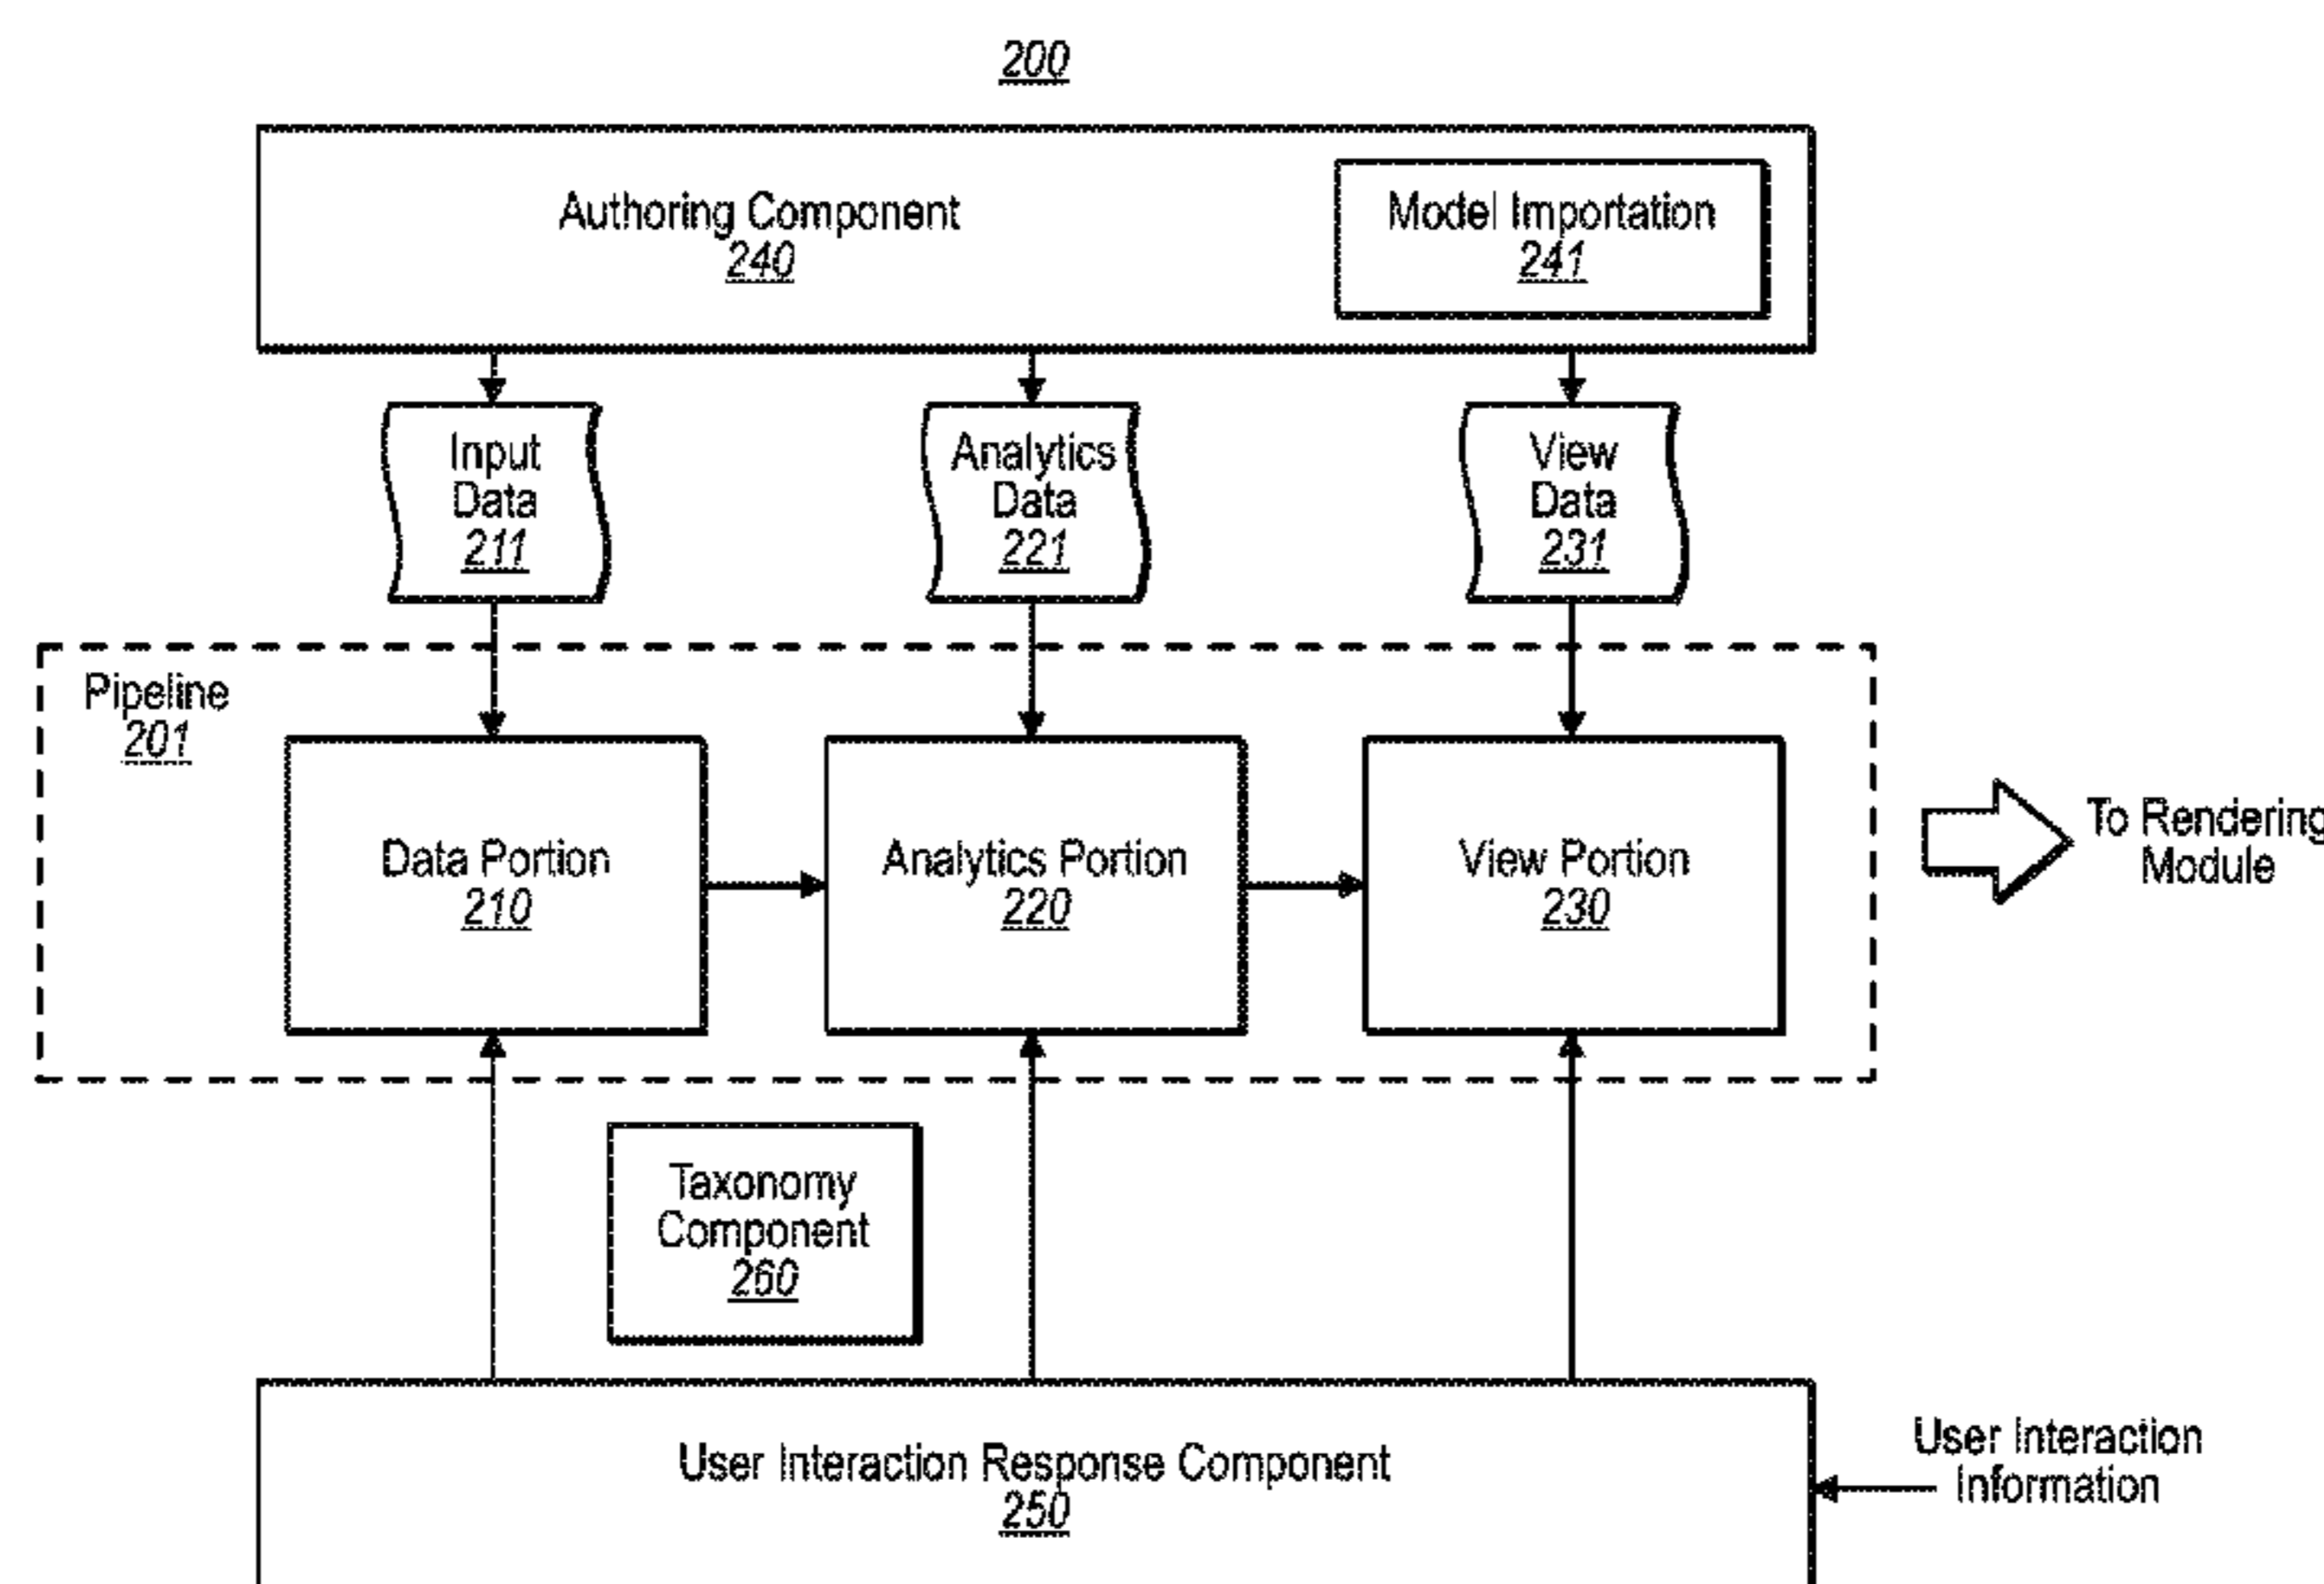 200
Authoring Component
240
Model Importation
241
Input
Data
211
Analytics
Data
221
View
Data
231
Pipeline
201
Data Portion
210
Analytics Portion
220
View Portion
230
To Rendering
Module
Taxonomy
Component
260
User Interaction Response Component
250
User Interaction
Information